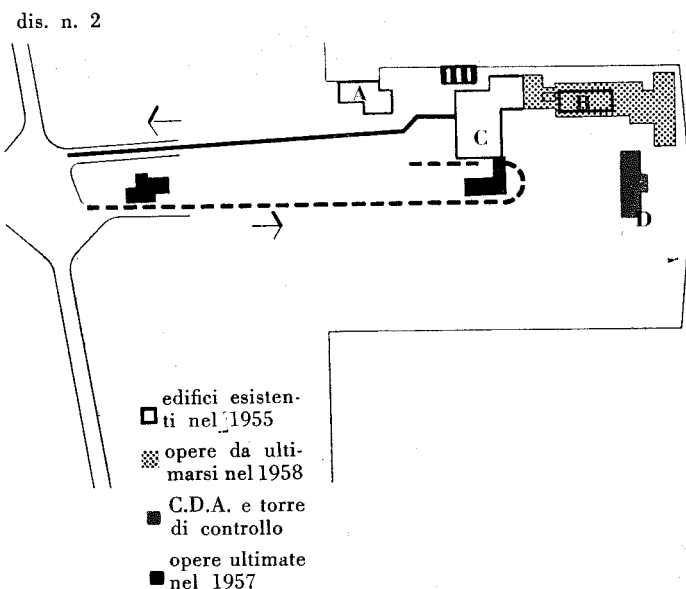 dis. n. 2
A
B
C
D
edifici esisten-
ti nel 1955
opere da ulti-
marsi nel 1958
C.D.A. e torre
di controllo
opere ultimate
nel 1957